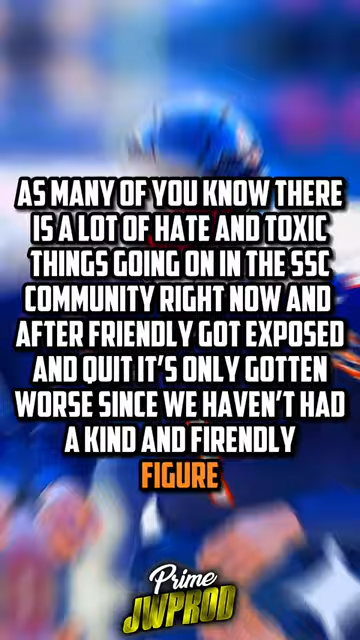 AS MANY OF YOU KNOW THERE
IS A LOT OF HATE AND TOXIC
THINGS GOING ON IN THE SSC
COMMUNITY RIGHT NOW AND
AFTER FRIENDLY GOT EXPOSED
AND QUIT IT'S ONLY GOTTEN
WORSE SINCE WE HAVEN'T HAD
A KIND AND FIRENDLY
FIGURE
Prime
JWPROD